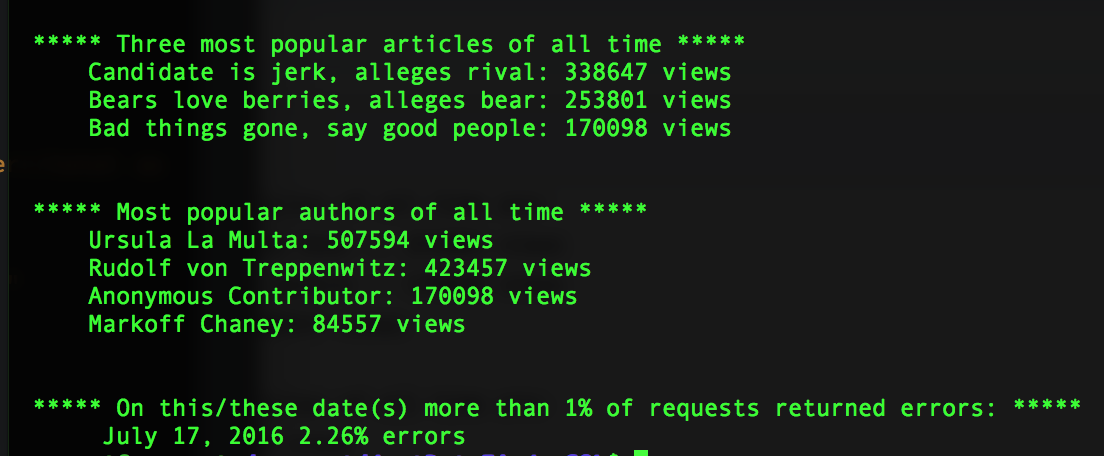 ***** Three most popular articles of all time *****
Candidate is jerk, alleges rival: 338647 views
Bears love berries, alleges bear: 253801 views
Bad things gone, say good people: 170098 views
***** Most popular authors of all time *****
Ursula La Multa: 507594 views
Rudolf von Treppenwitz: 423457 views
Anonymous Contributor: 170098 views
Markoff Chaney: 84557 views
***** On this/these date(s) more than 1% of requests returned errors: *****
July 17, 2016 2.26% errors